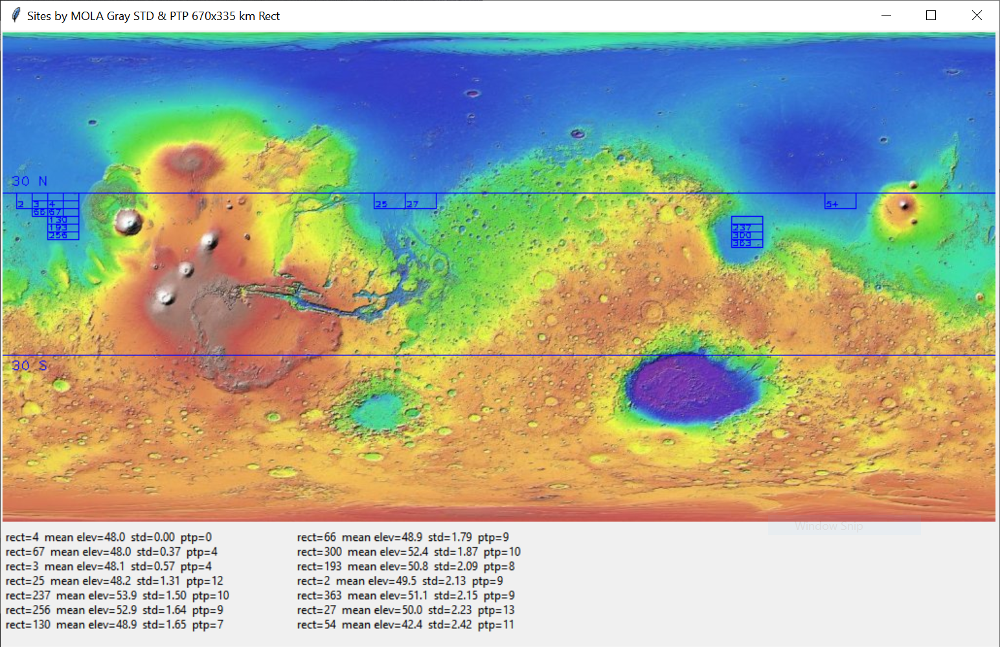 Sites by MOLA Gray STD & PTP 670x335 km Rect
30 N
2 3 4 25 27 54
66 67
130
193
256
237
300
363
30 S
Window Snip
rect=4 mean elev=48.0 std=0.00 ptp=0
rect=67 mean elev=48.0 std=0.37 ptp=4
rect=3 mean elev=48.1 std=0.57 ptp=4
rect=25 mean elev=48.2 std=1.31 ptp=12
rect=237 mean elev=53.9 std=1.50 ptp=10
rect=256 mean elev=52.9 std=1.64 ptp=9
rect=130 mean elev=48.9 std=1.65 ptp=7
rect=66 mean elev=48.9 std=1.79 ptp=9
rect=300 mean elev=52.4 std=1.87 ptp=10
rect=193 mean elev=50.8 std=2.09 ptp=8
rect=2 mean elev=49.5 std=2.13 ptp=9
rect=363 mean elev=51.1 std=2.15 ptp=9
rect=27 mean elev=50.0 std=2.23 ptp=13
rect=54 mean elev=42.4 std=2.42 ptp=11